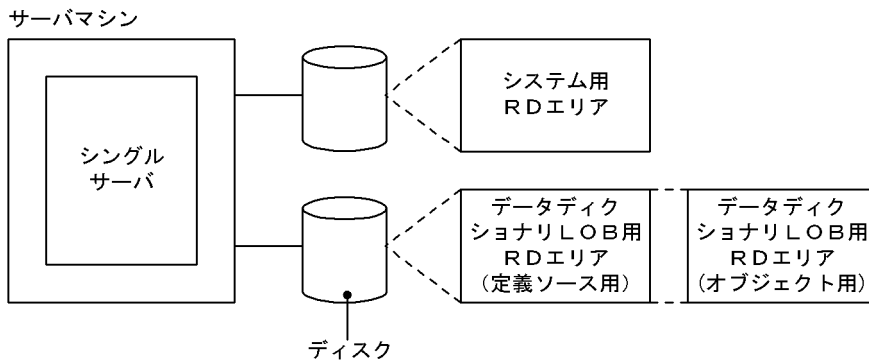 サーバマシン
システム用
RDエリア
シングル
サーバ
データディク
ショナリLOB用
RDエリア
(定義ソース用)
データディク
ショナリLOB用
RDエリア
(オブジェクト用)
ディスク